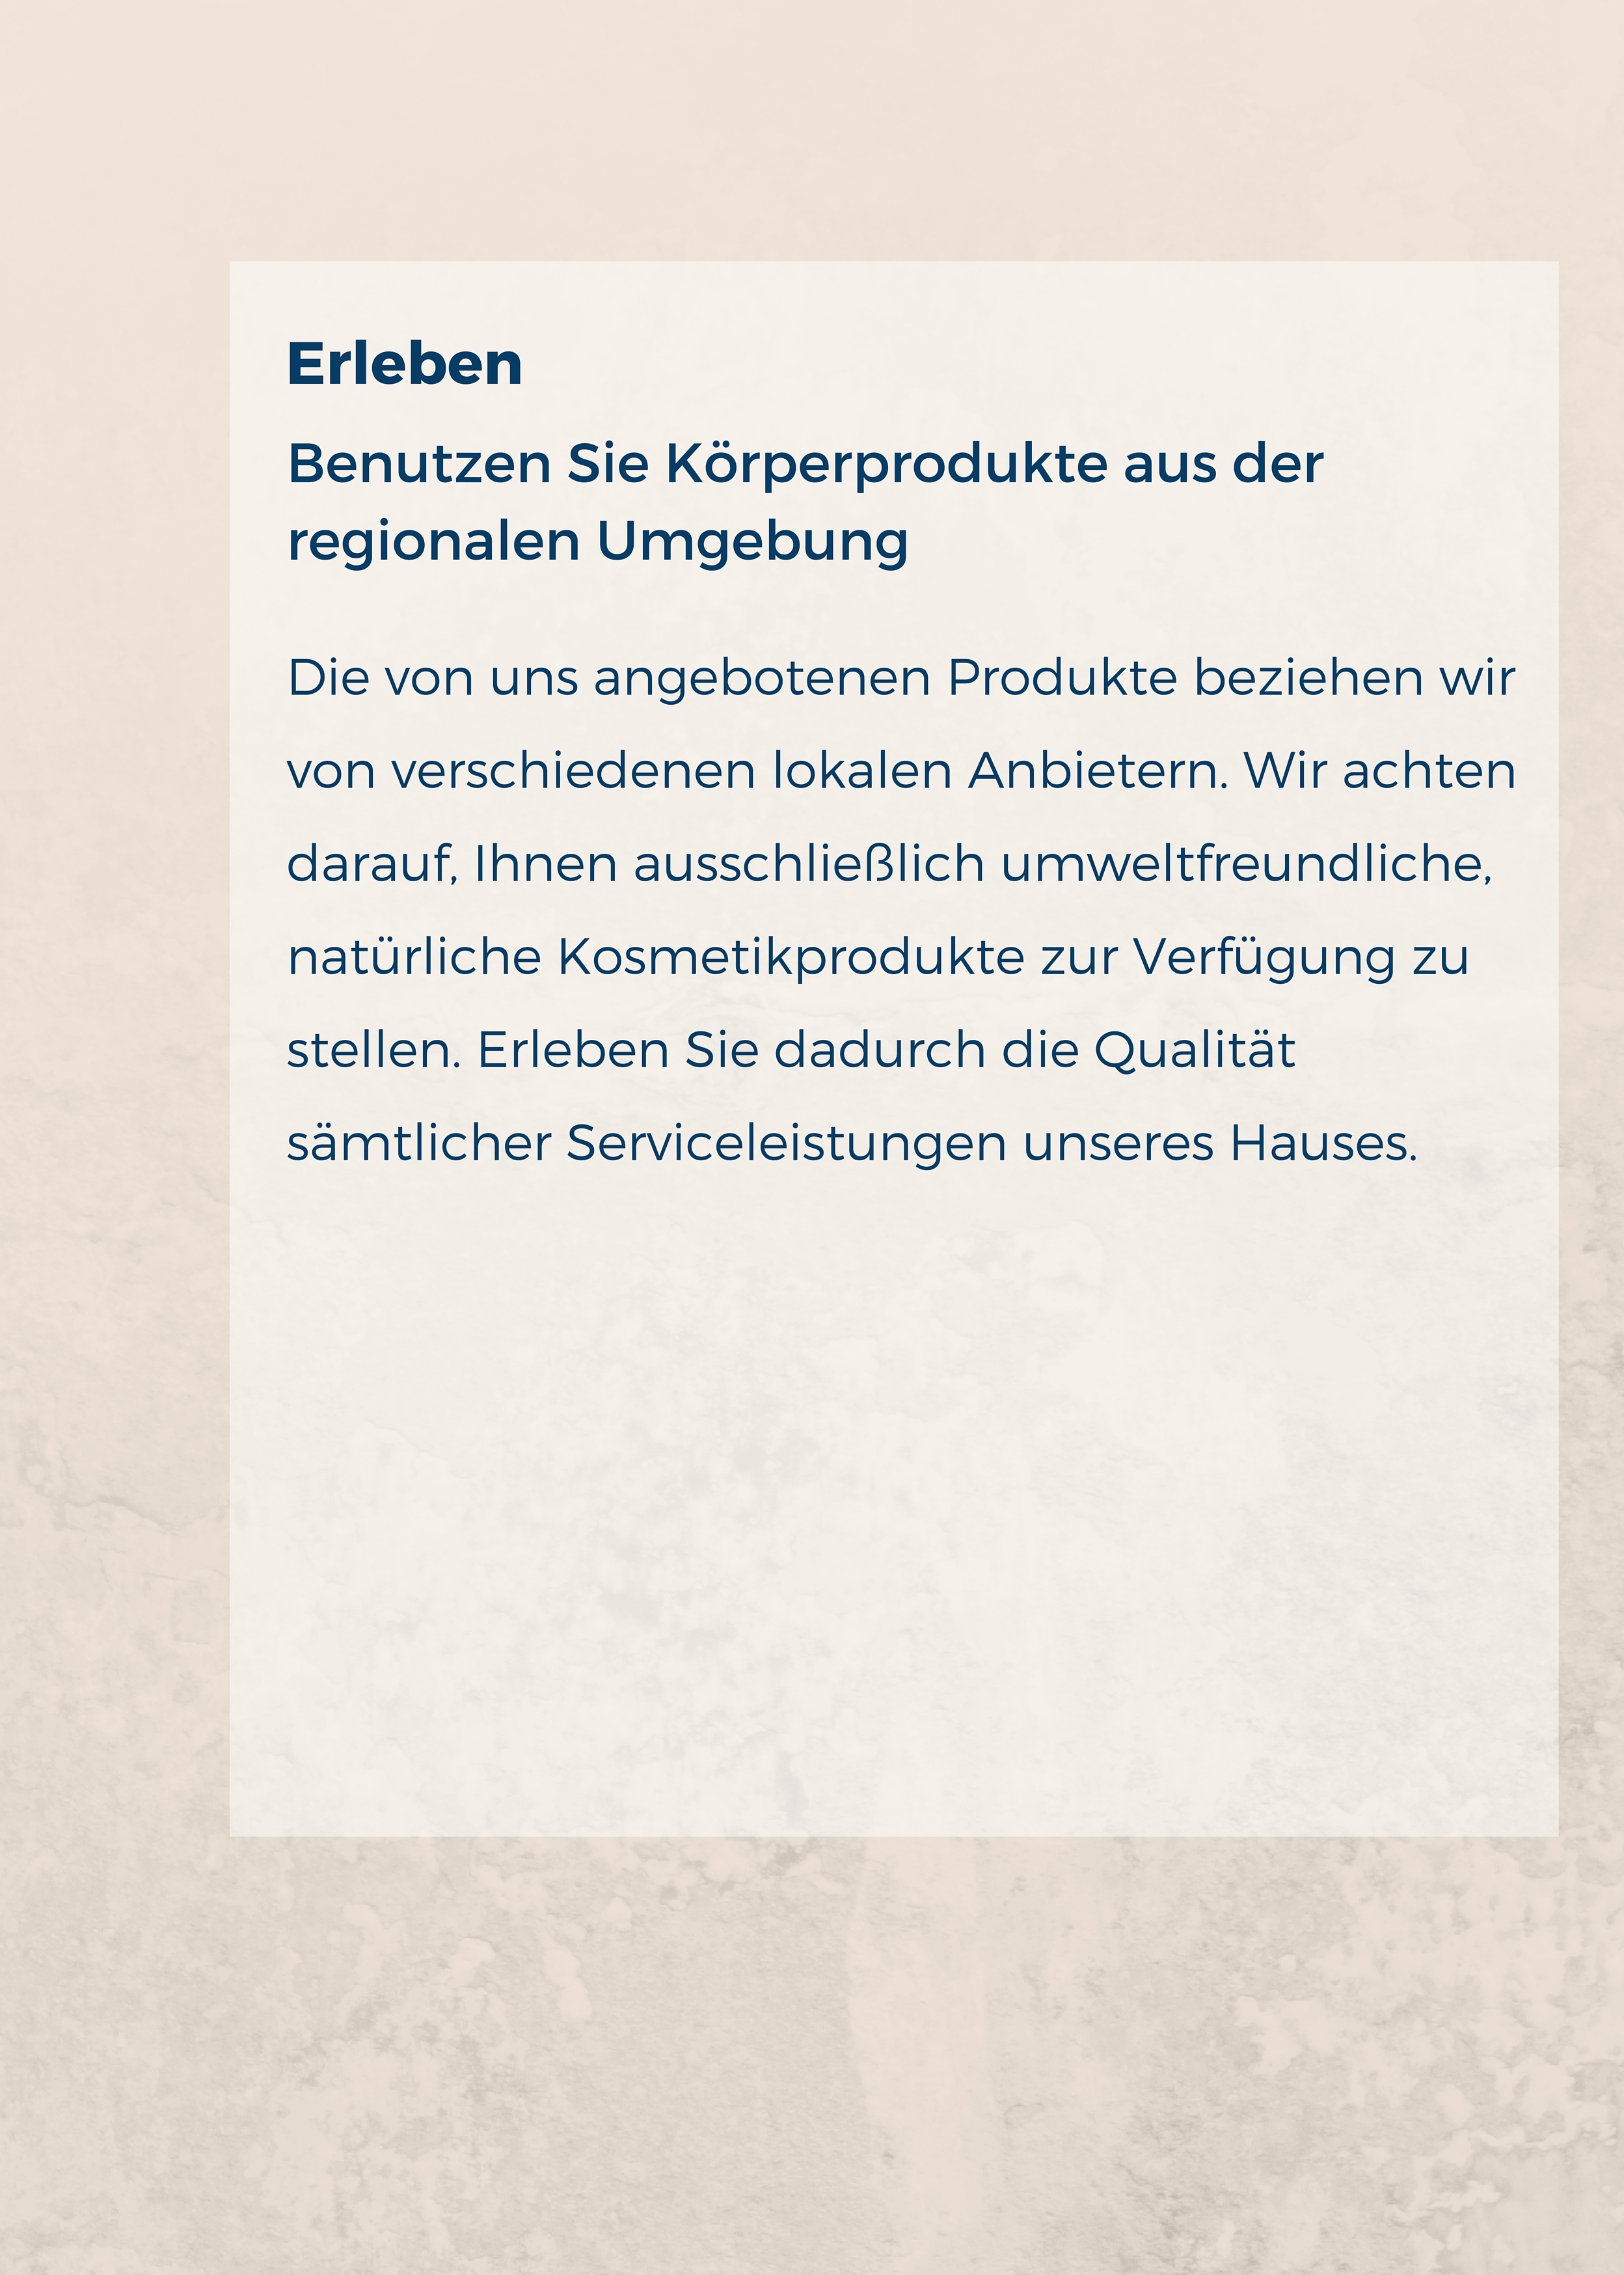 Erleben
Benutzen Sie Körperprodukte aus der
regionalen Umgebung
Die von uns angebotenen Produkte beziehen wir
von verschiedenen lokalen Anbietern. Wir achten
darauf, Ihnen ausschließlich umweltfreundliche,
natürliche Kosmetikprodukte zur Verfügung zu
stellen. Erleben Sie dadurch die Qualität
sämtlicher Serviceleistungen unseres Hauses.